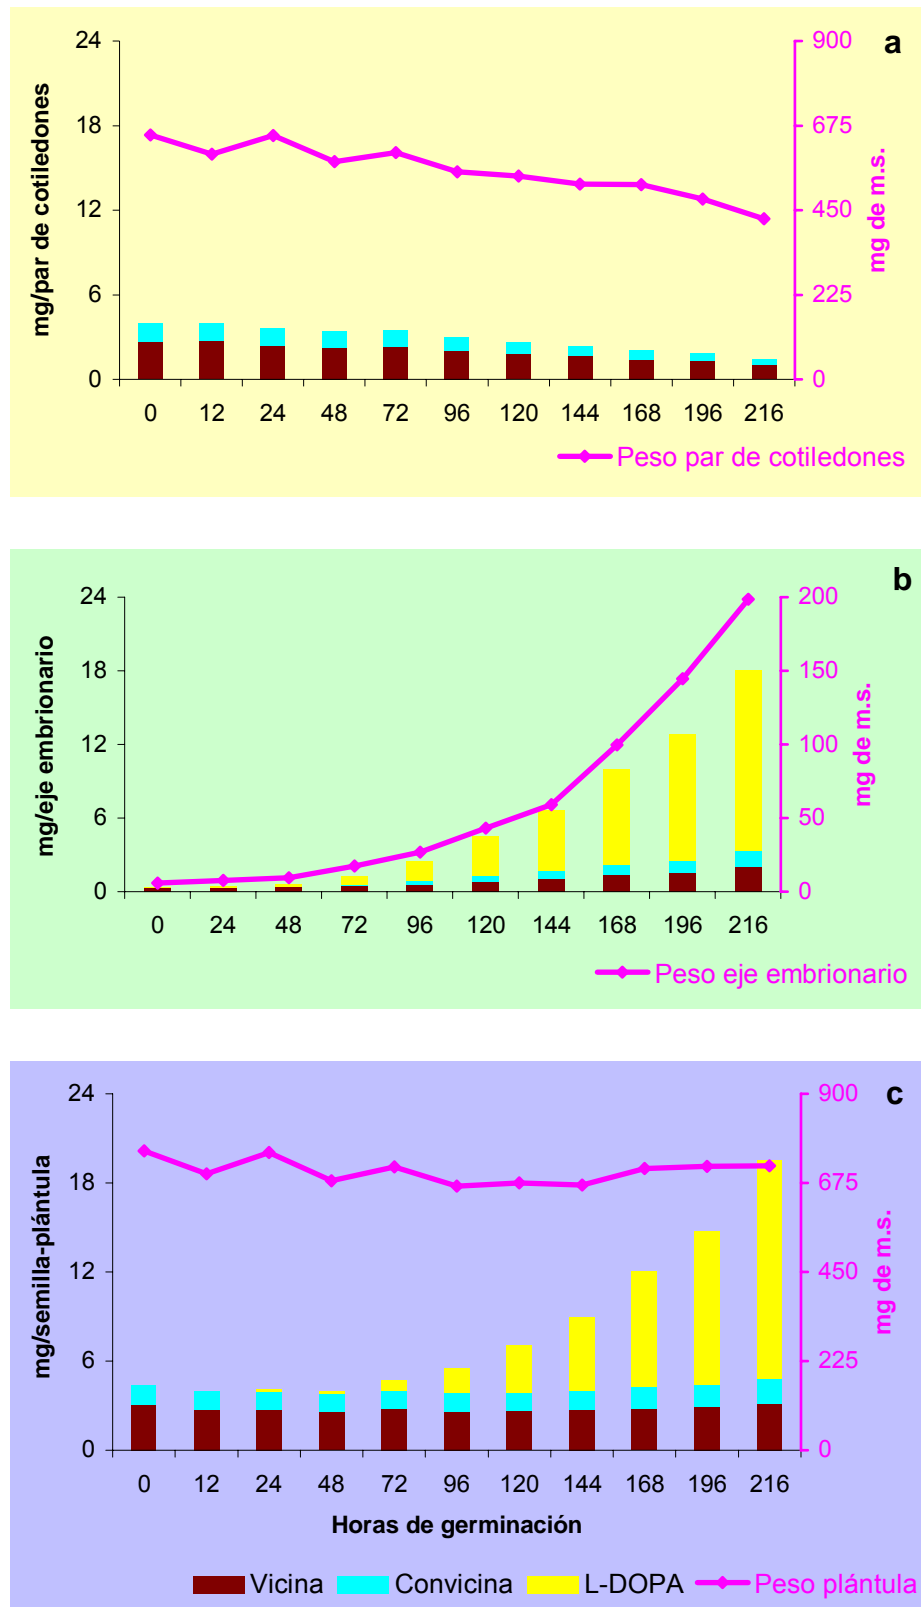 a
24
18
12
6
0
mg/par de cotiledones
900
675
450
225
0
mg de m.s.
0 12 24 48 72 96 120 144 168 196 216
Peso par de cotiledones
b
24
18
12
6
0
mg/eje embrionario
200
150
100
50
0
mg de m.s.
0 24 48 72 96 120 144 168 196 216
Peso eje embrionario
c
24
18
12
6
0
mg/semilla-plántula
900
675
450
225
0
mg de m.s.
0 12 24 48 72 96 120 144 168 196 216
Horas de germinación
Vicina Convicina L-DOPA Peso plántula